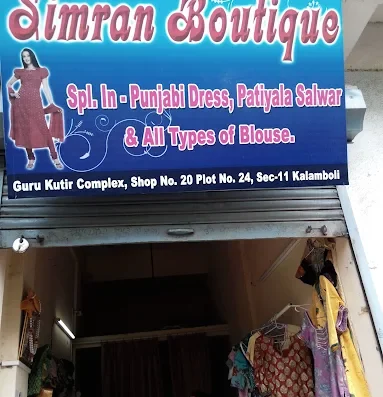 Simran Boutique
Spl. In - Punjabi Dress, Patiyala Salwar
& All Types of Blouse.
Guru Kutir Complex, Shop No. 20 Plot No. 24, Sec-11 Kalamboli